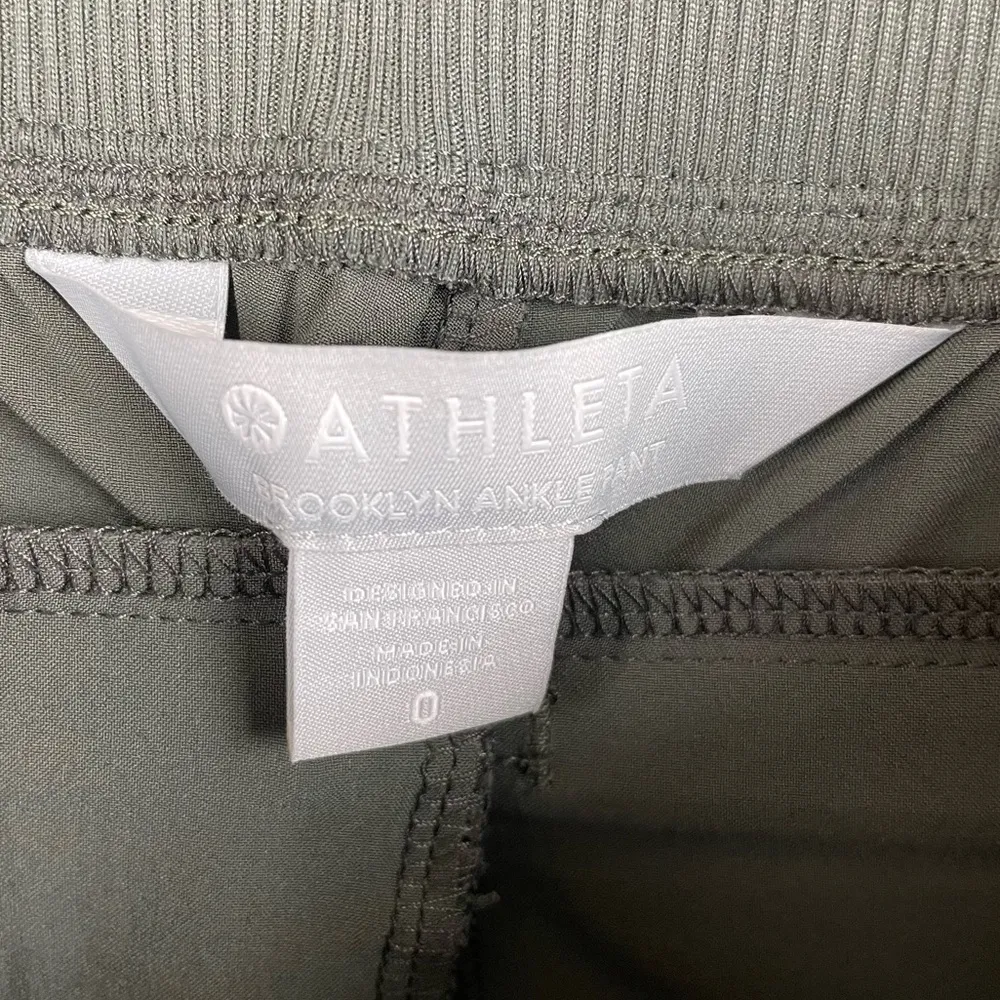 ATHLETA
BROOKLYN ANKLE PANT
DESIGNED IN
SAN FRANCISCO
MADE IN
INDONESIA
0